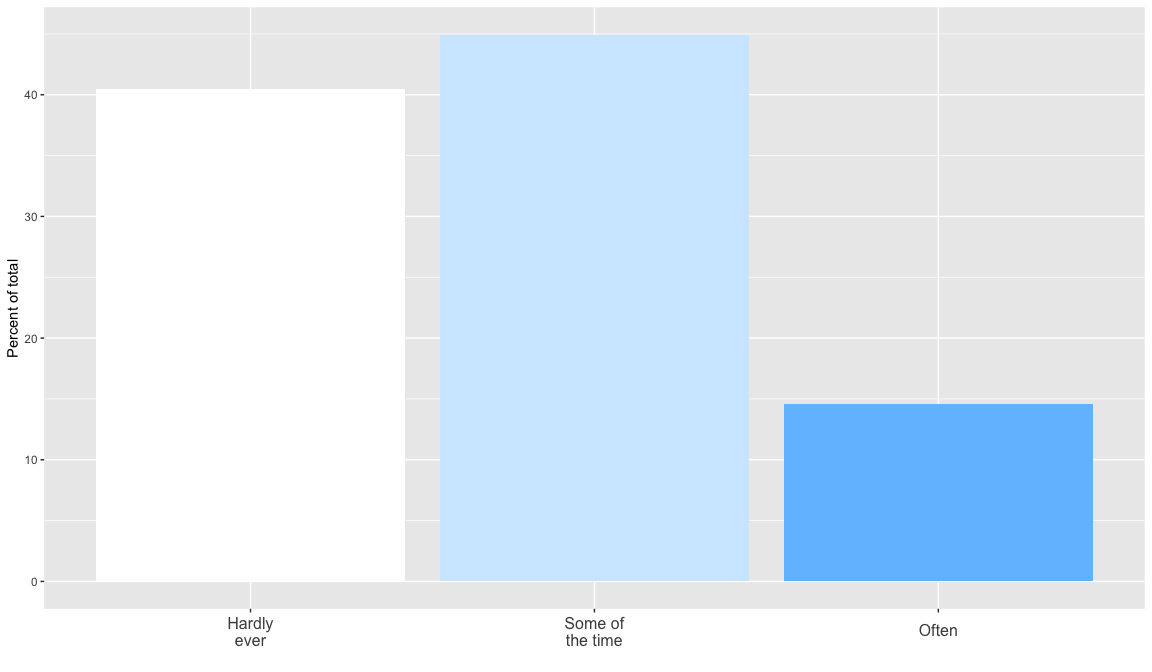 40
30
20
10
0
Percent of total
Hardly
ever
Some of
the time
Often